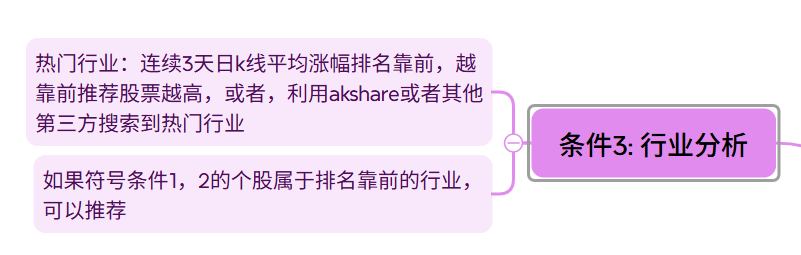 热门行业：连续3天日k线平均涨幅排名靠前，越
靠前推荐股票越高，或者，利用akshare或者其他
第三方搜索到热门行业
如果符号条件1，2的个股属于排名靠前的行业，
可以推荐
条件3: 行业分析